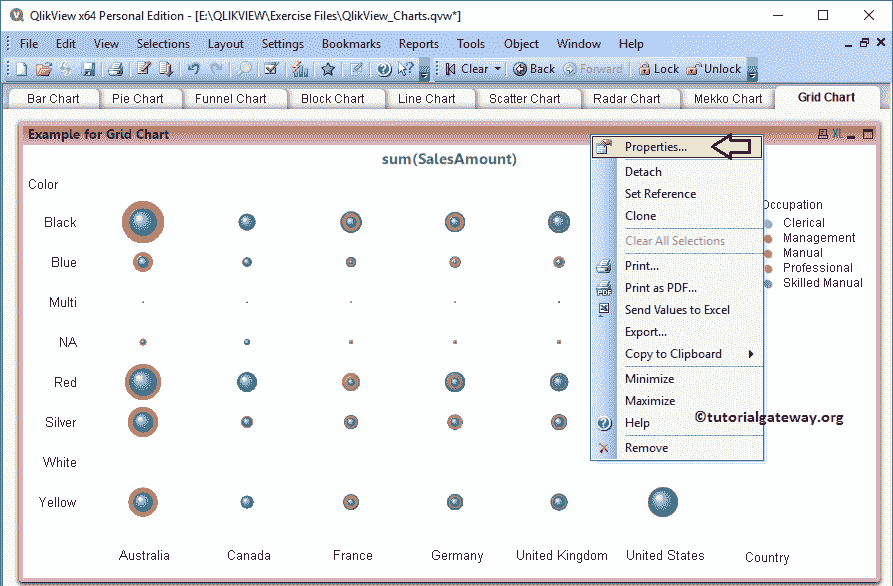 QlikView x64 Personal Edition - [E:\QLIKVIEW\Exercise Files\QlikView_Charts.qvw*]
File Edit View Selections Layout Settings Bookmarks Reports Tools Object Window Help
Clear Back Forward Lock Unlock
Bar Chart Pie Chart Funnel Chart Block Chart Line Chart Scatter Chart Radar Chart Mekko Chart Grid Chart
Example for Grid Chart XL
sum(SalesAmount)
Color
Black
Blue
Multi
NA
Red
Silver
White
Yellow
Australia Canada France Germany United Kingdom United States Country
Properties...
Detach
Set Reference
Clone
Clear All Selections
Print...
PDF Print as PDF...
Send Values to Excel
Export...
Copy to Clipboard
Minimize
Maximize
Help
Remove
Occupation
Clerical
Management
Manual
Professional
Skilled Manual
©tutorialgateway.org